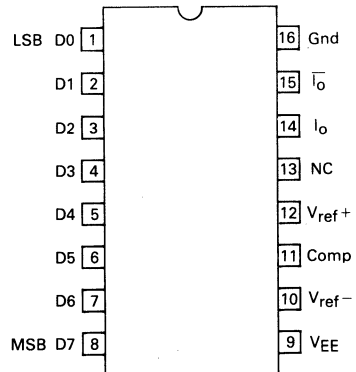 LSB D0 1 16 Gnd
D1 2 15 I̅o̅
D2 3 14 Io
D3 4 13 NC
D4 5 12 Vref+
D5 6 11 Comp
D6 7 10 Vref−
MSB D7 8 9 VEE